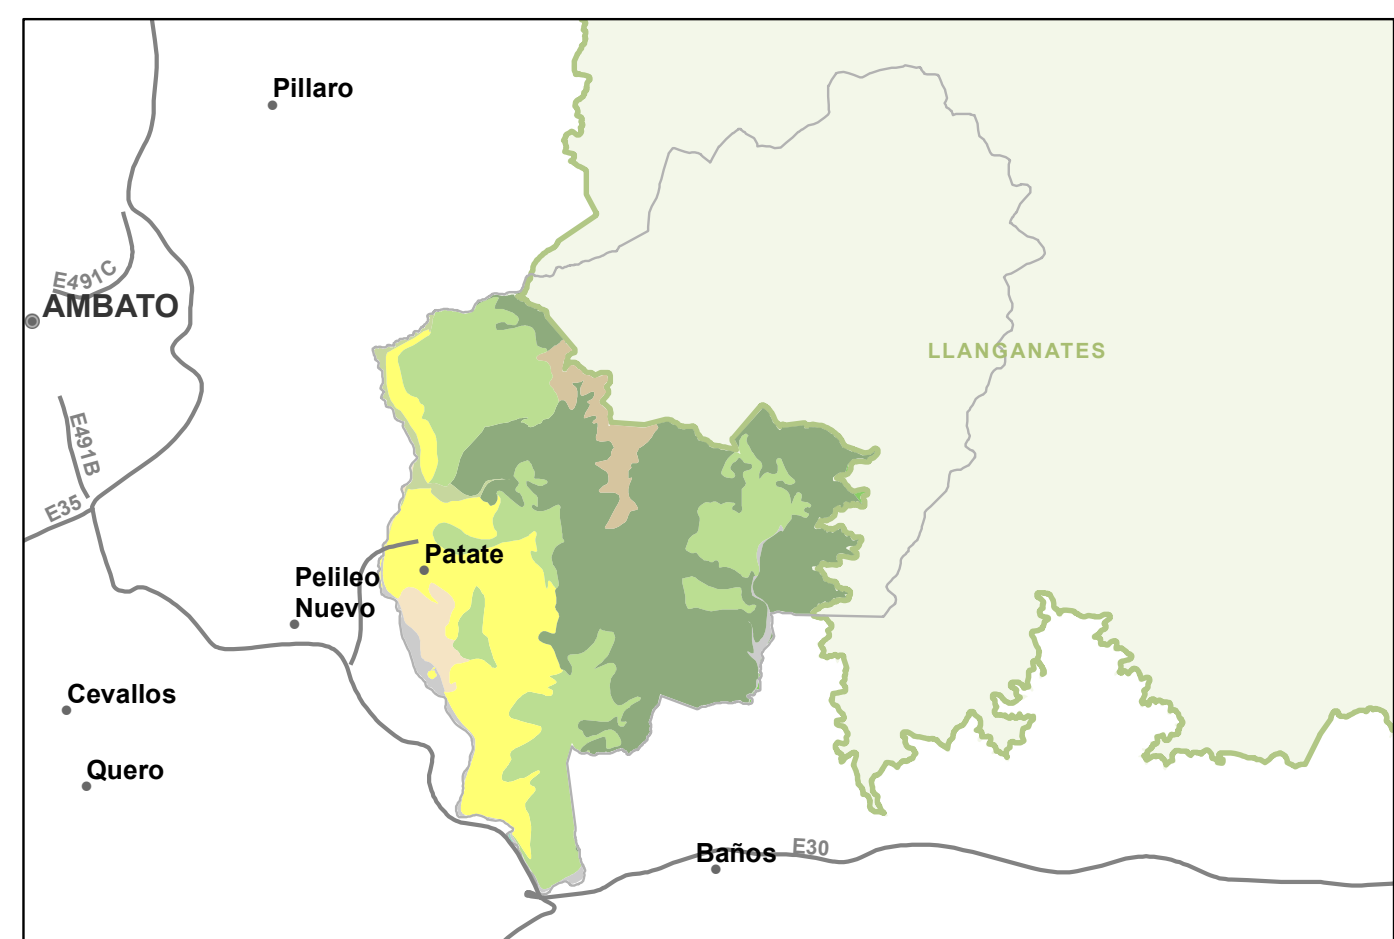 Pillaro
E491C
AMBATO
LLANGANATES
E491B
E35
Patate
Pelileo
Nuevo
Cevallos
Quero
Baños
E30